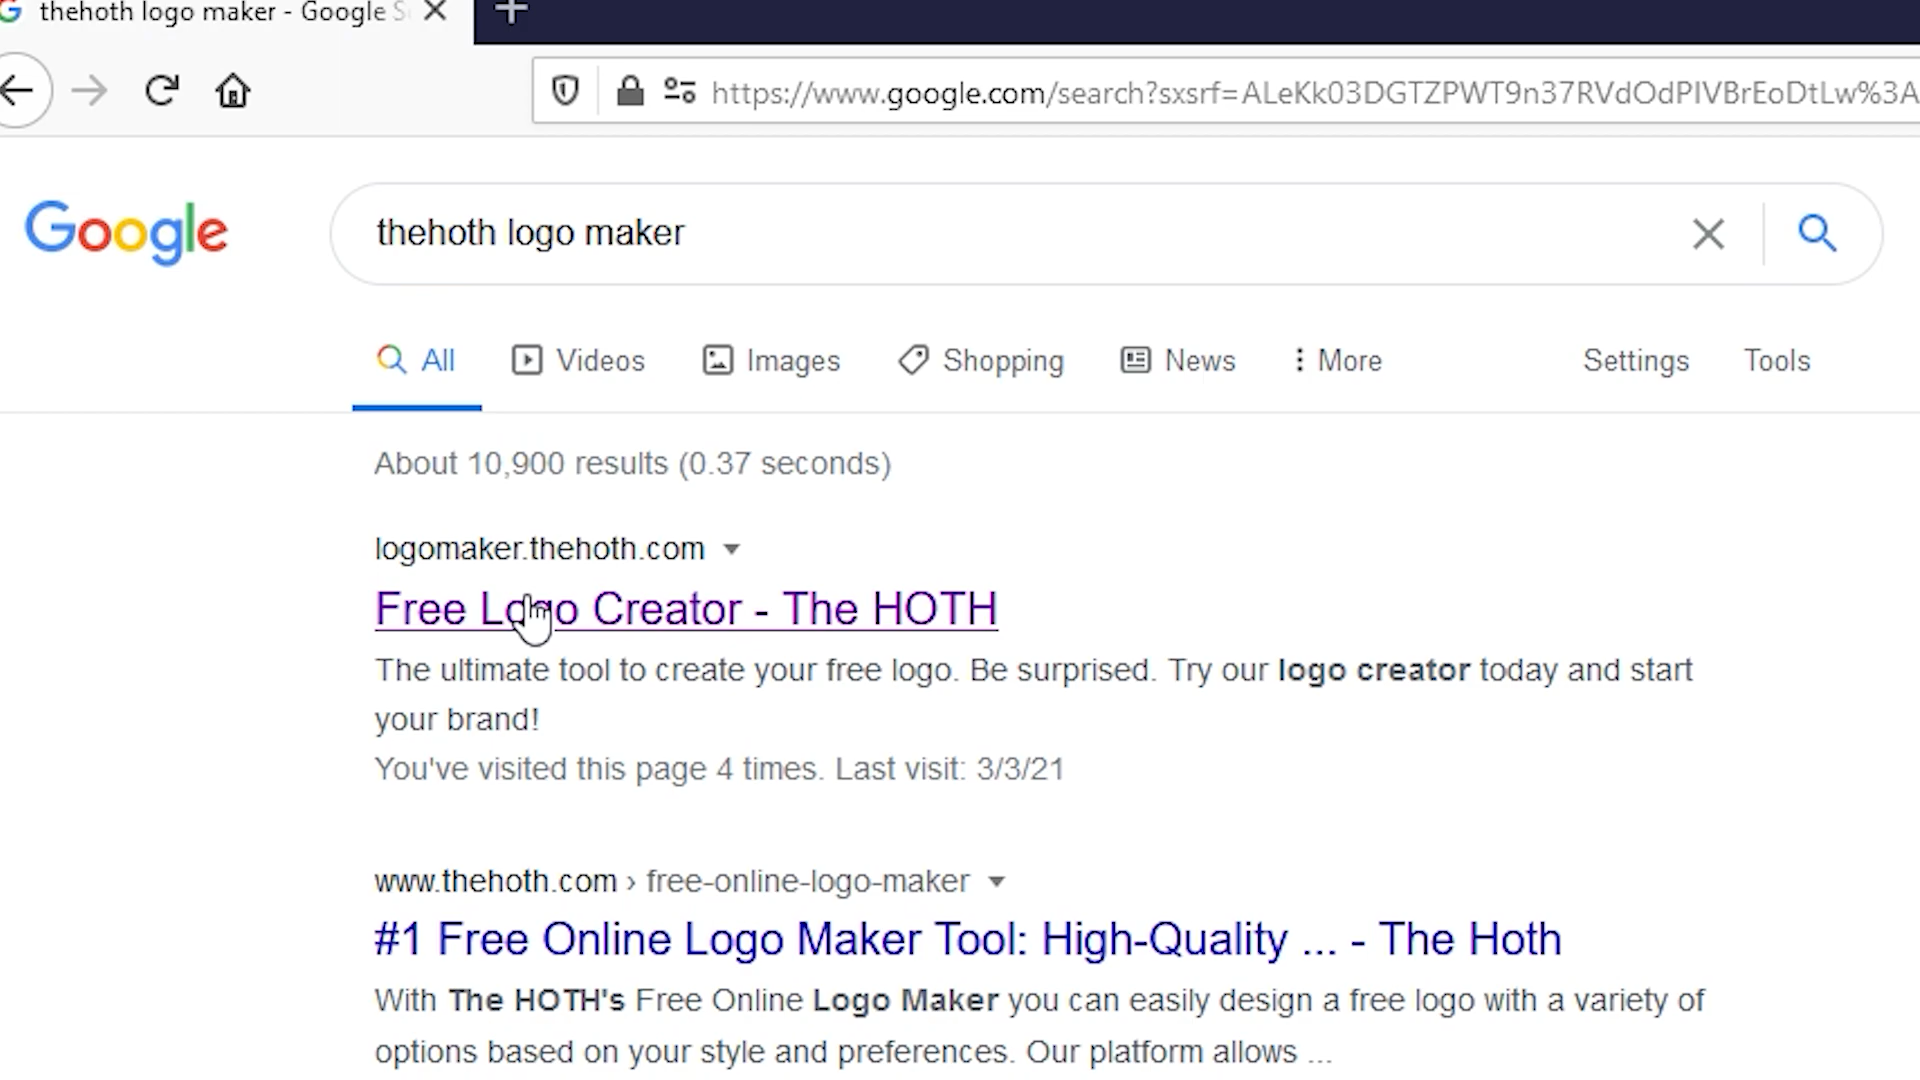 thehoth logo maker - Google S
https://www.google.com/search?sxsrf=ALeKk03DGTZPWT9n37RVdOdPIVBrEoDtLw%3A
Google
thehoth logo maker
All Videos Images Shopping News More Settings Tools
About 10,900 results (0.37 seconds)
logomaker.thehoth.com
Free Logo Creator - The HOTH
The ultimate tool to create your free logo. Be surprised. Try our logo creator today and start
your brand!
You've visited this page 4 times. Last visit: 3/3/21
www.thehoth.com › free-online-logo-maker
#1 Free Online Logo Maker Tool: High-Quality ... - The Hoth
With The HOTH's Free Online Logo Maker you can easily design a free logo with a variety of
options based on your style and preferences. Our platform allows ...